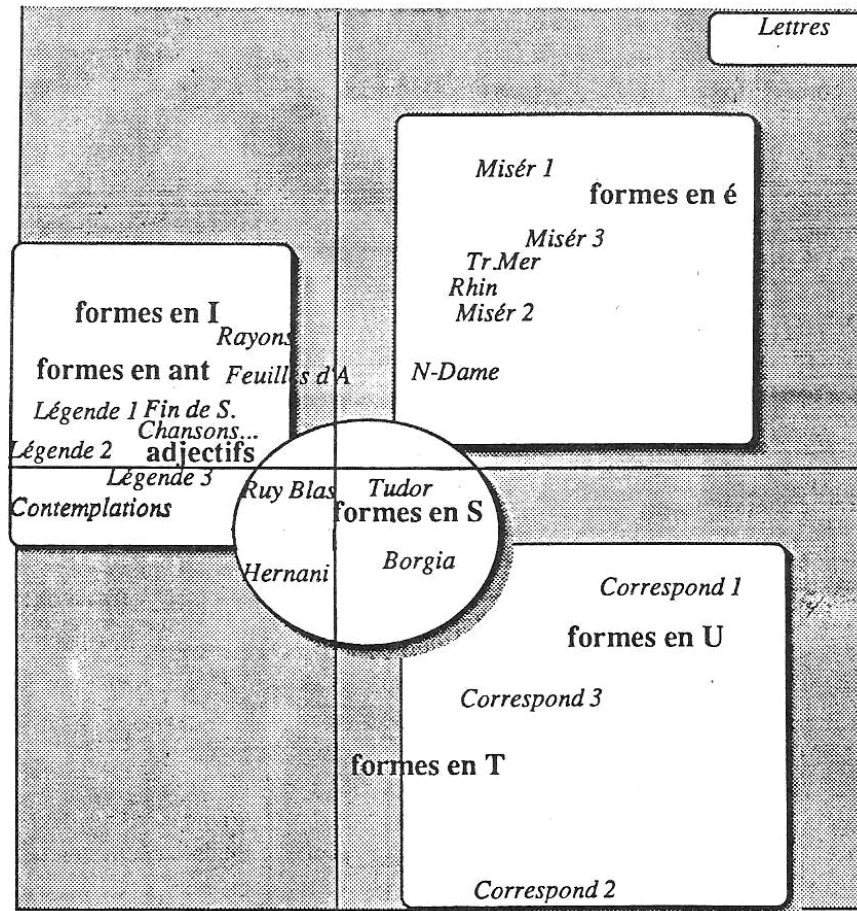 Lettres
Misér 1
formes en é
Misér 3
Tr.Mer
Rhin
Misér 2
N-Dame
formes en I
Rayons
formes en ant
Feuilles d'A
Légende 1
Fin de S.
Chansons...
Légende 2
adjectifs
Légende 3
Contemplations
Ruy Blas
Tudor
formes en S
Hernani
Borgia
Correspond 1
formes en U
Correspond 3
formes en T
Correspond 2